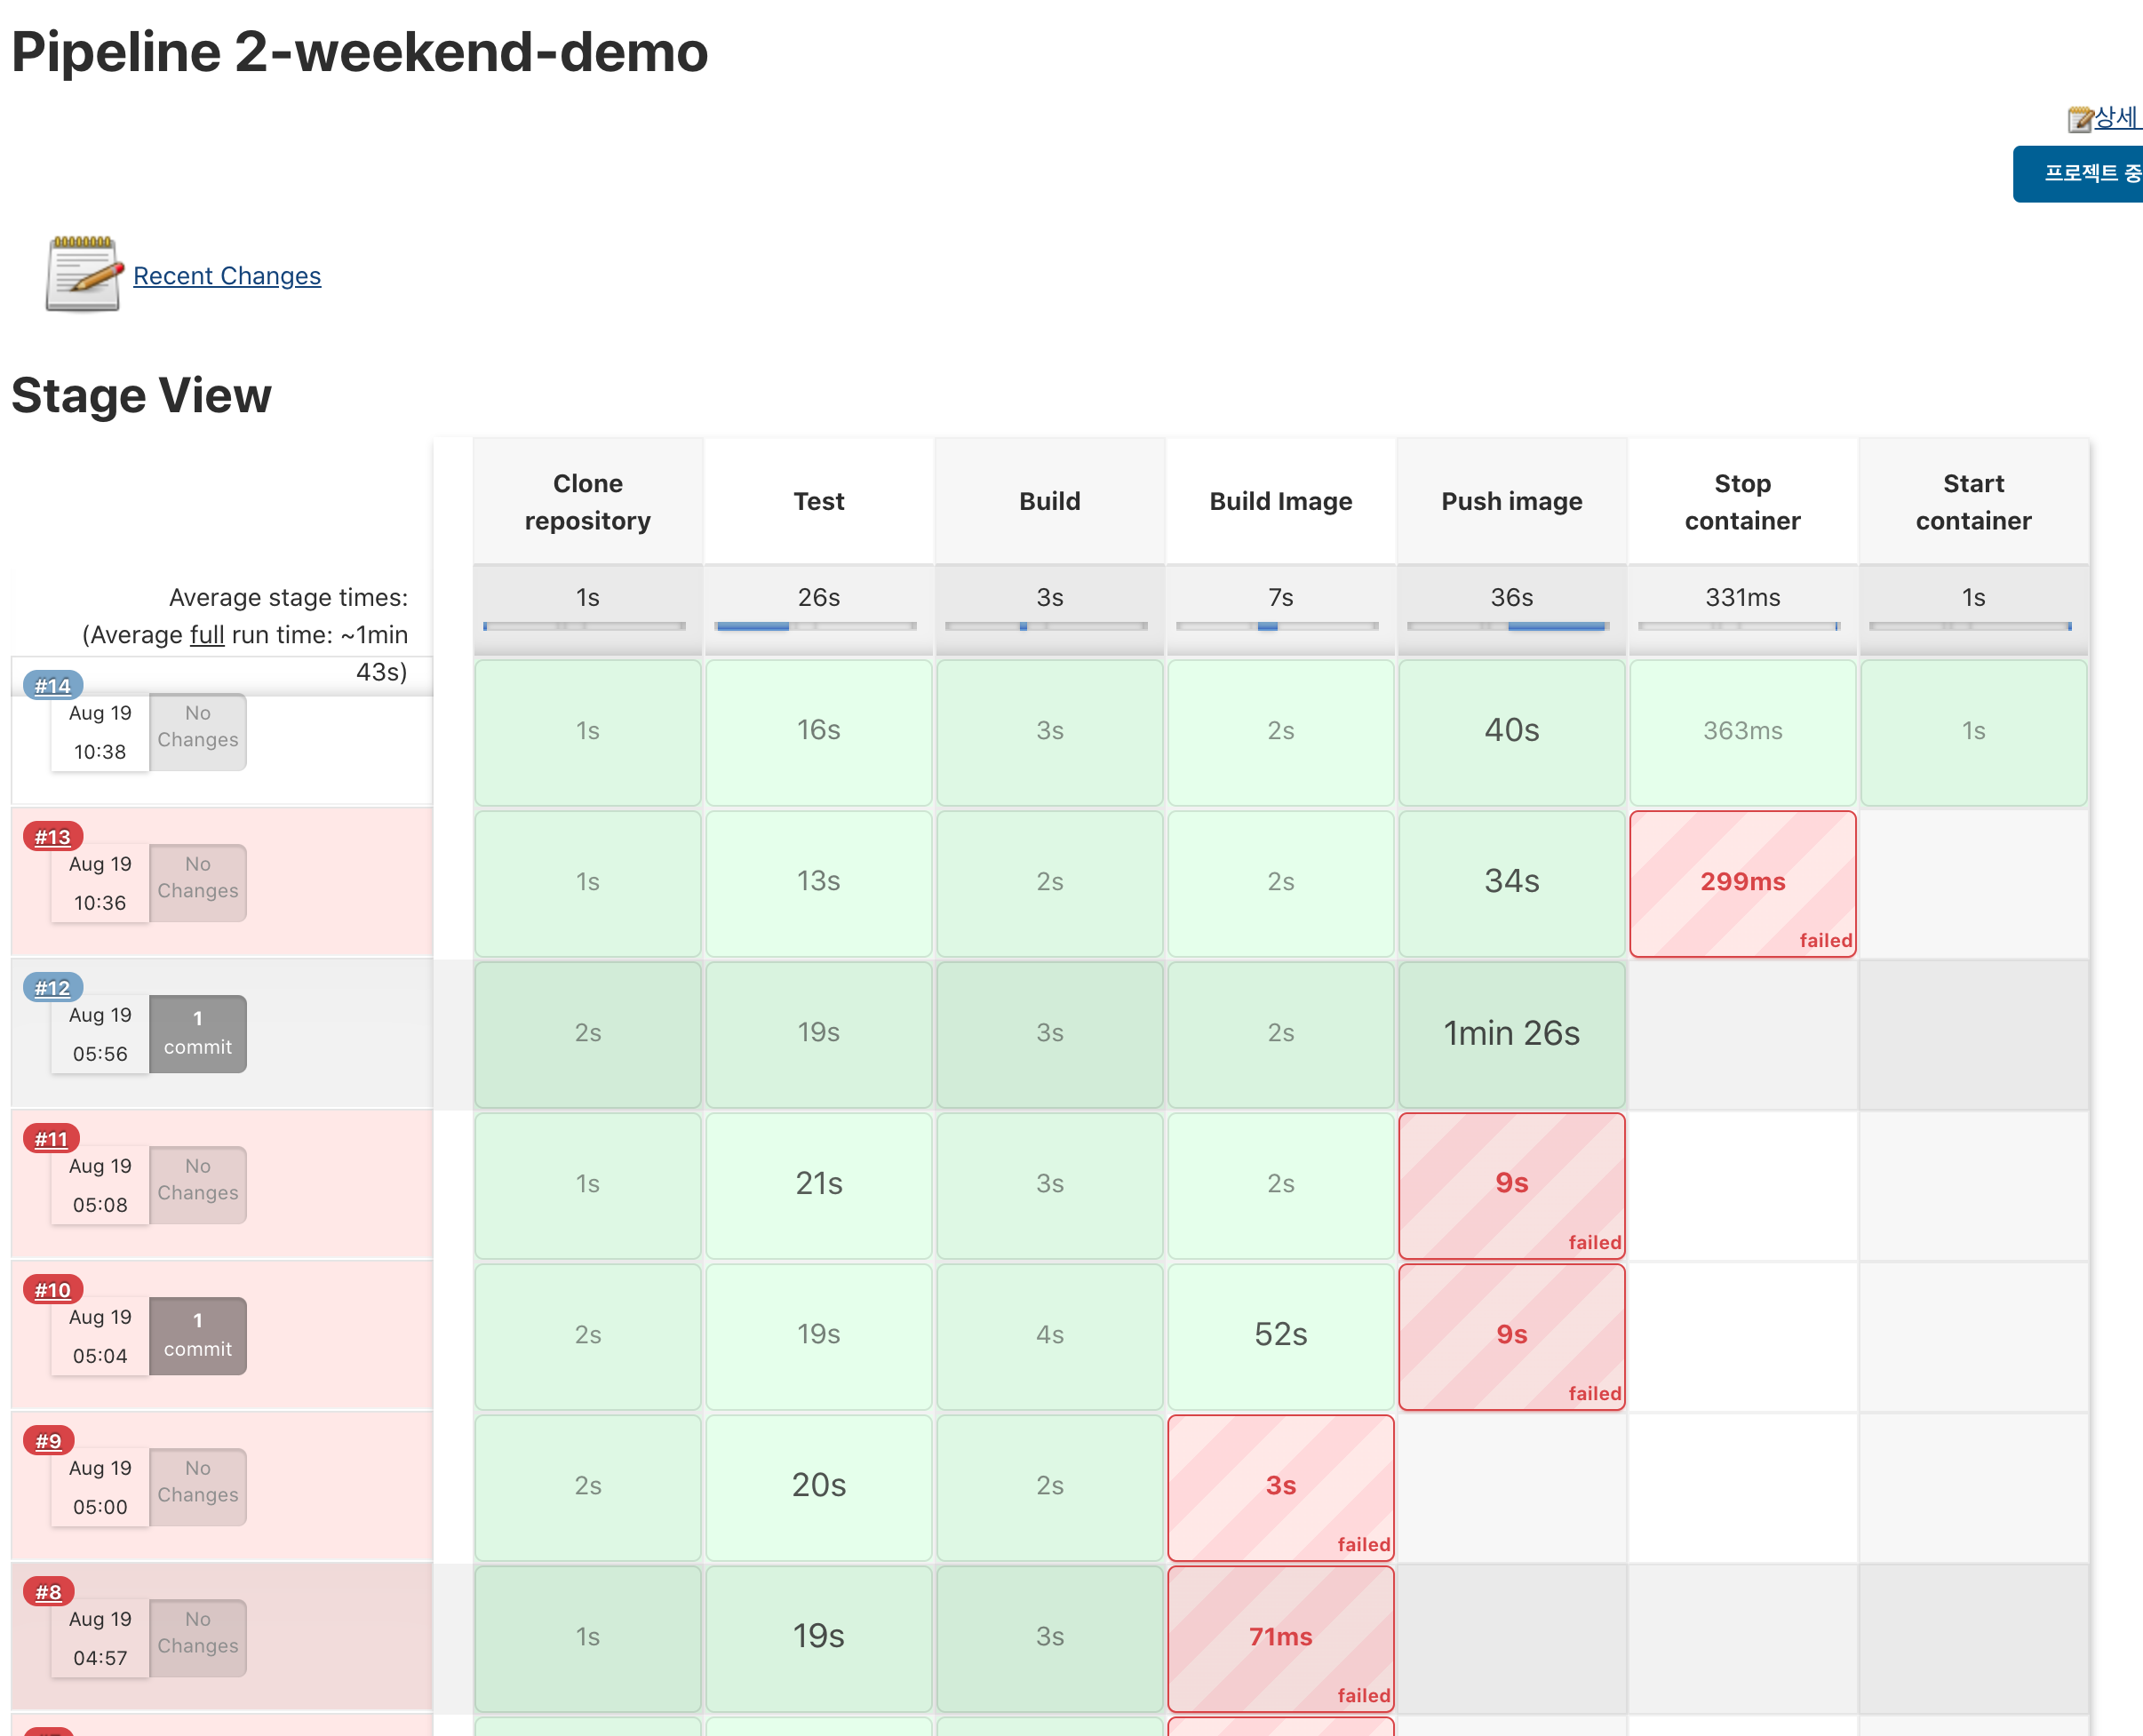 Pipeline 2-weekend-demo
상세
프로젝트 중
Recent Changes
Stage View
Clone
repository
Test
Build
Build Image
Push image
Stop
container
Start
container
Average stage times:
(Average full run time: ~1min
43s)
1s
26s
3s
7s
36s
331ms
1s
#14
Aug 19
10:38
No
Changes
1s
16s
3s
2s
40s
363ms
1s
#13
Aug 19
10:36
No
Changes
1s
13s
2s
2s
34s
299ms
failed
#12
Aug 19
05:56
1
commit
2s
19s
3s
2s
1min 26s
#11
Aug 19
05:08
No
Changes
1s
21s
3s
2s
9s
failed
#10
Aug 19
05:04
1
commit
2s
19s
4s
52s
9s
failed
#9
Aug 19
05:00
No
Changes
2s
20s
2s
3s
failed
#8
Aug 19
04:57
No
Changes
1s
19s
3s
71ms
failed